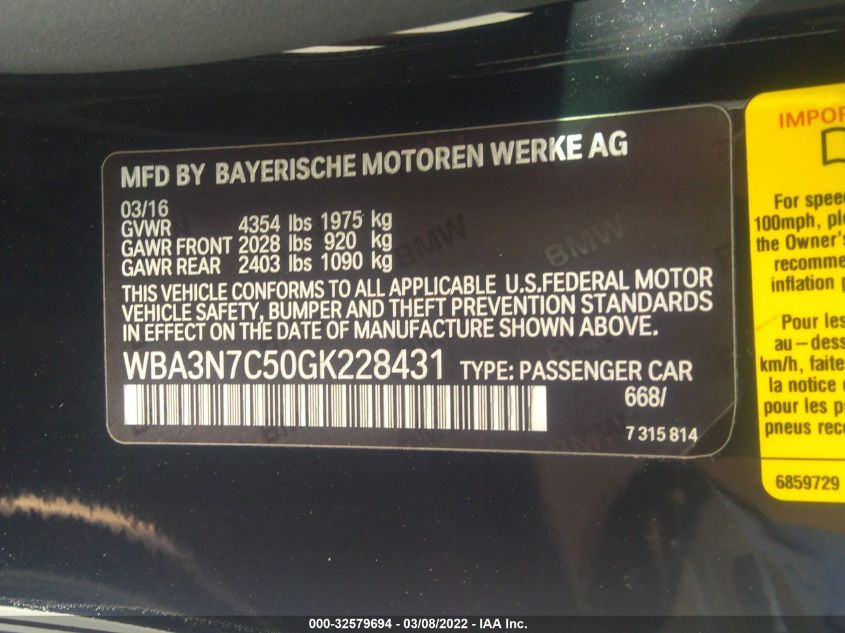 MFD BY BAYERISCHE MOTOREN WERKE AG
03/16
GVWR 4354 lbs 1975 kg
GAWR FRONT 2028 lbs 920 kg
GAWR REAR 2403 lbs 1090 kg
THIS VEHICLE CONFORMS TO ALL APPLICABLE U.S.FEDERAL MOTOR
VEHICLE SAFETY, BUMPER AND THEFT PREVENTION STANDARDS
IN EFFECT ON THE DATE OF MANUFACTURE SHOWN ABOVE.
WBA3N7C50GK228431 TYPE: PASSENGER CAR
668/
7 315 814
BMW
BMW
IMPOR
For spee
100mph, ple
the Owner's
recomme
inflation p
Pour les
au–dess
km/h, faite
la notice
pour les p
pneus rec
6859729
000-32579694 - 03/08/2022 - IAA Inc.